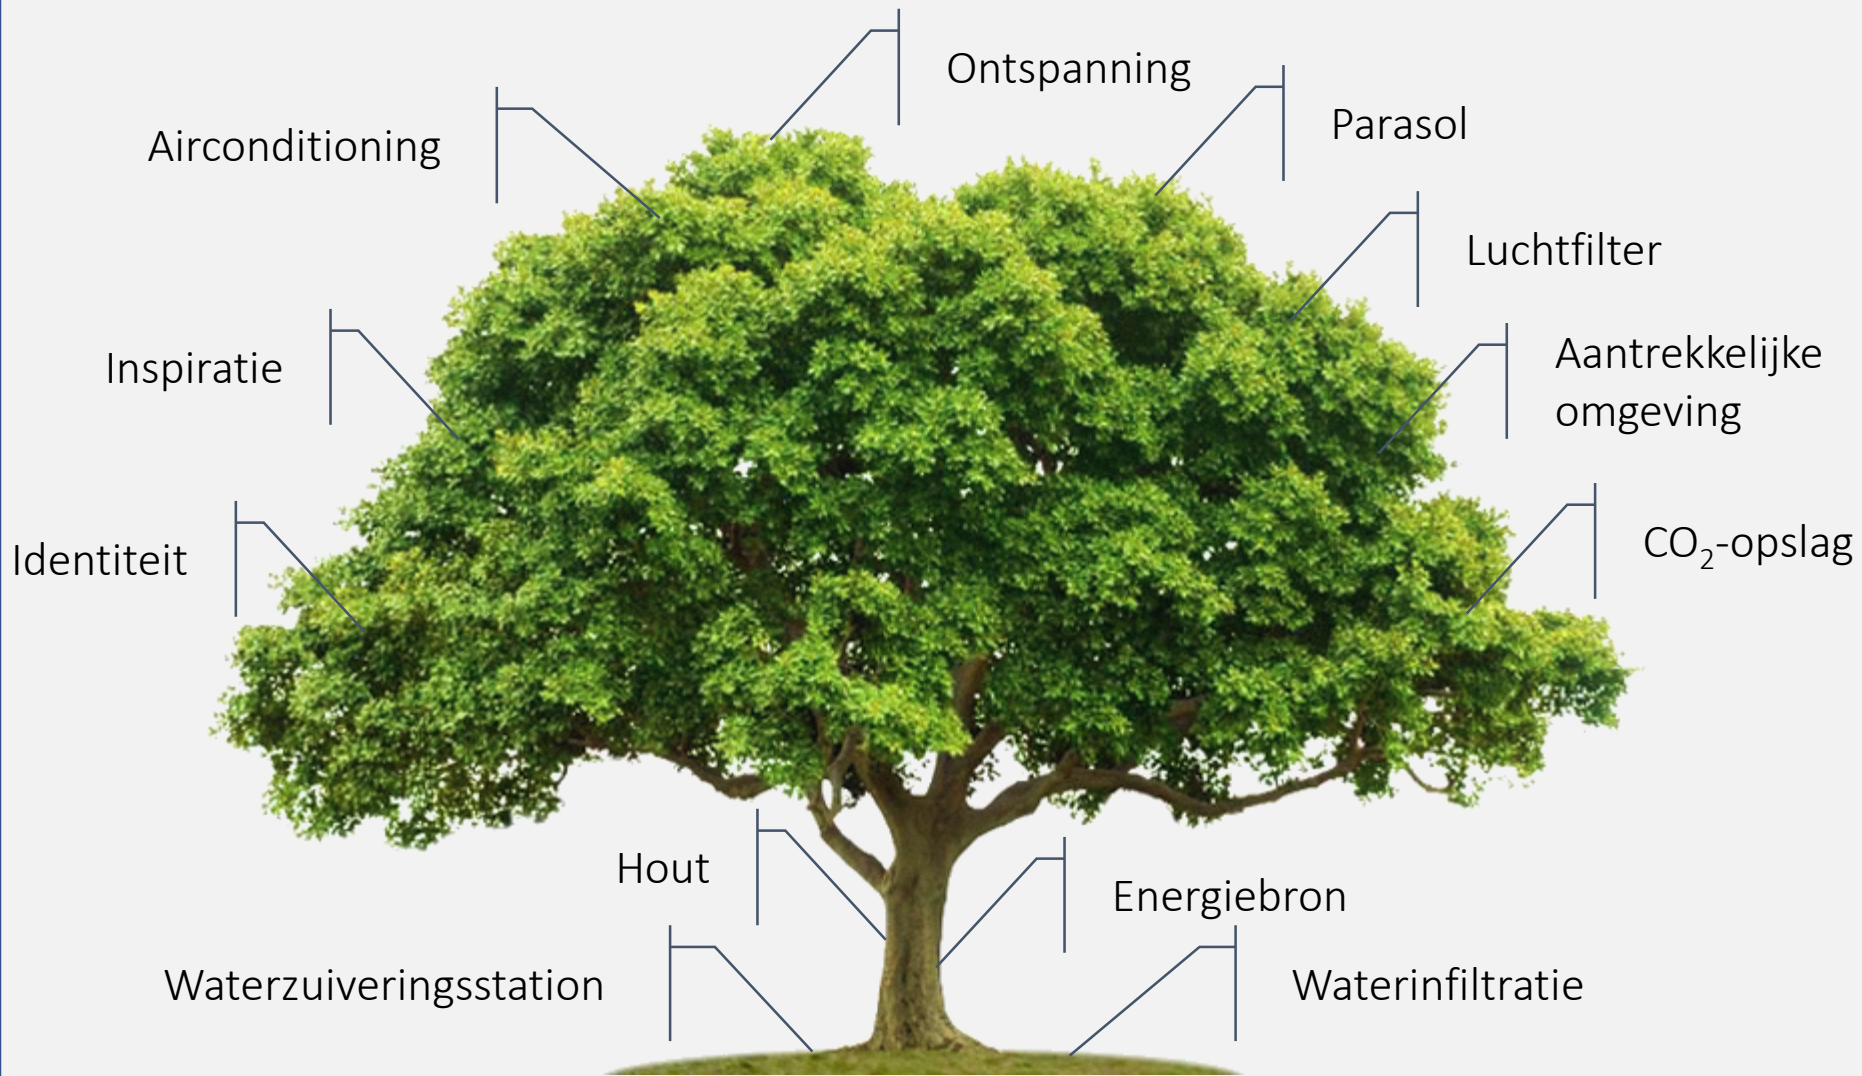 Ontspanning
Airconditioning
Parasol
Luchtfilter
Inspiratie
Aantrekkelijke
omgeving
Identiteit
CO₂-opslag
Hout
Energiebron
Waterzuiveringsstation
Waterinfiltratie